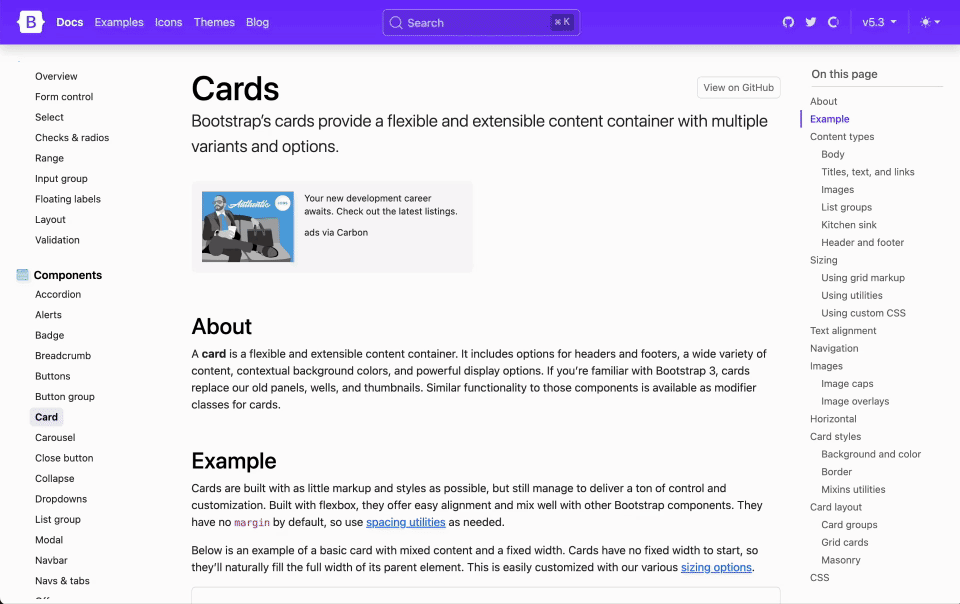 B Docs Examples Icons Themes Blog Search ⌘ K v5.3
Overview
Form control
Select
Checks & radios
Range
Input group
Floating labels
Layout
Validation
Components
Accordion
Alerts
Badge
Breadcrumb
Buttons
Button group
Card
Carousel
Close button
Collapse
Dropdowns
List group
Modal
Navbar
Navs & tabs
Cards
View on GitHub
Bootstrap’s cards provide a flexible and extensible content container with multiple
variants and options.
Authentic
Your new development career
awaits. Check out the latest listings.
ads via Carbon
About
A card is a flexible and extensible content container. It includes options for headers and footers, a wide variety of
content, contextual background colors, and powerful display options. If you’re familiar with Bootstrap 3, cards
replace our old panels, wells, and thumbnails. Similar functionality to those components is available as modifier
classes for cards.
Example
Cards are built with as little markup and styles as possible, but still manage to deliver a ton of control and
customization. Built with flexbox, they offer easy alignment and mix well with other Bootstrap components. They
have no margin by default, so use spacing utilities as needed.
Below is an example of a basic card with mixed content and a fixed width. Cards have no fixed width to start, so
they’ll naturally fill the full width of its parent element. This is easily customized with our various sizing options.
On this page
About
Example
Content types
Body
Titles, text, and links
Images
List groups
Kitchen sink
Header and footer
Sizing
Using grid markup
Using utilities
Using custom CSS
Text alignment
Navigation
Images
Image caps
Image overlays
Horizontal
Card styles
Background and color
Border
Mixins utilities
Card layout
Card groups
Grid cards
Masonry
CSS